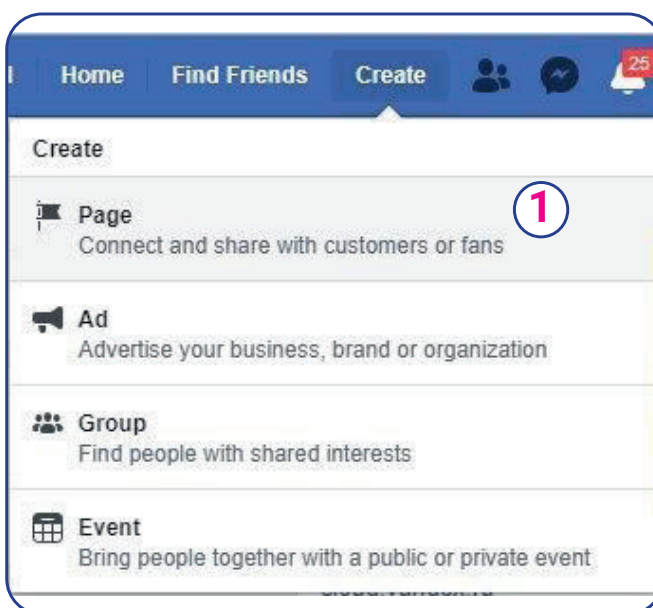 Home Find Friends Create 25
Create
Page
1
Connect and share with customers or fans
Ad
Advertise your business, brand or organization
Group
Find people with shared interests
Event
Bring people together with a public or private event